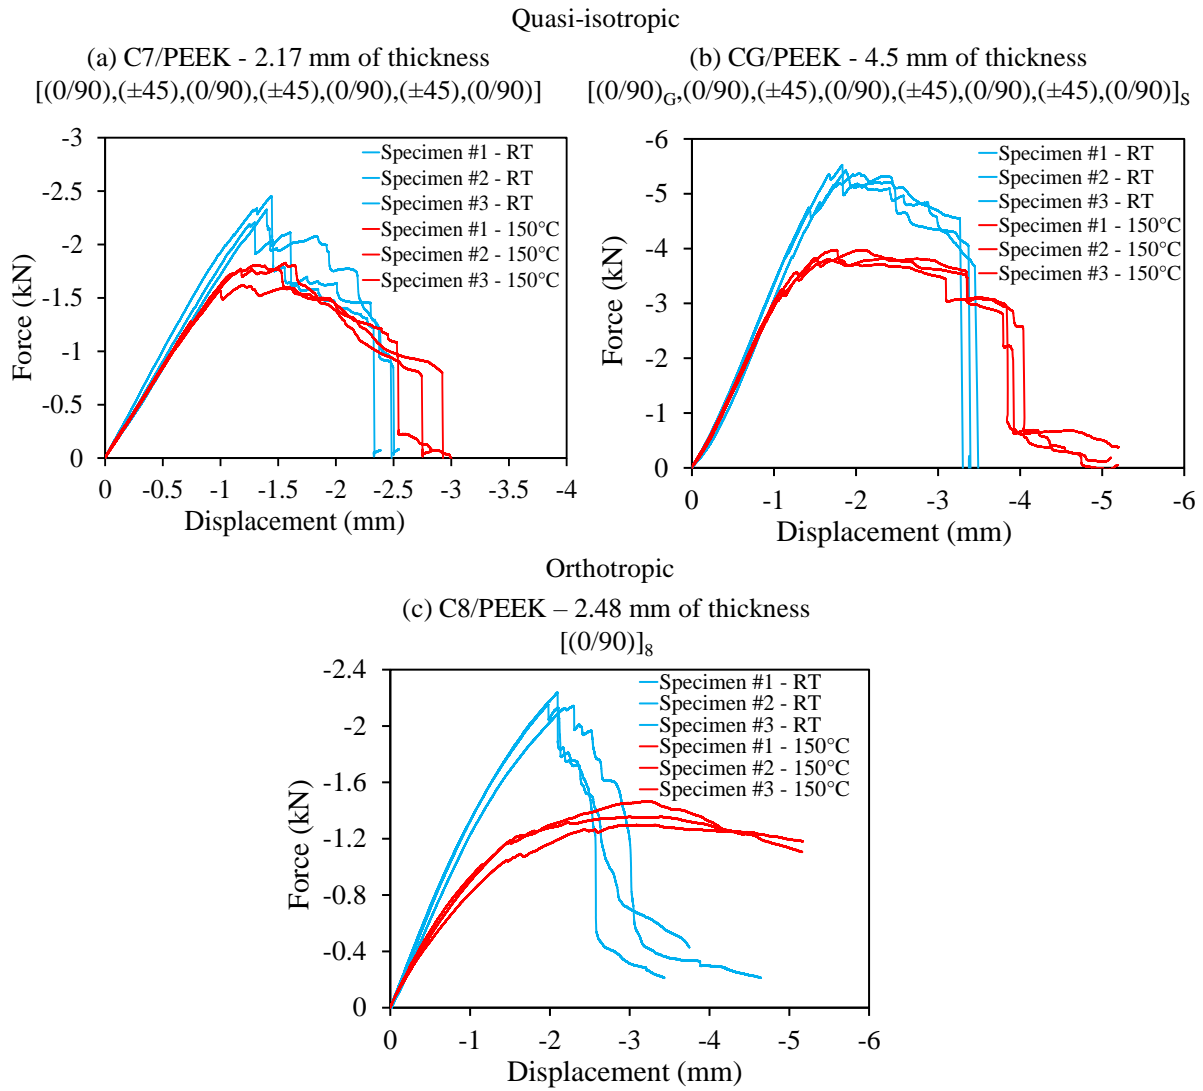 Quasi-isotropic
(a) C7/PEEK - 2.17 mm of thickness
[(0/90),(±45),(0/90),(±45),(0/90),(±45),(0/90)]
-3
-2.5
-2
-1.5
-1
-0.5
0
Force (kN)
Specimen #1 - RT
Specimen #2 - RT
Specimen #3 - RT
Specimen #1 - 150°C
Specimen #2 - 150°C
Specimen #3 - 150°C
0 -0.5 -1 -1.5 -2 -2.5 -3 -3.5 -4
Displacement (mm)
(b) CG/PEEK - 4.5 mm of thickness
[(0/90)G,(0/90),(±45),(0/90),(±45),(0/90),(±45),(0/90)]S
-6
-5
-4
-3
-2
-1
0
Force (kN)
Specimen #1 - RT
Specimen #2 - RT
Specimen #3 - RT
Specimen #1 - 150°C
Specimen #2 - 150°C
Specimen #3 - 150°C
0 -1 -2 -3 -4 -5 -6
Displacement (mm)
Orthotropic
(c) C8/PEEK – 2.48 mm of thickness
[(0/90)]8
-2.4
-2
-1.6
-1.2
-0.8
-0.4
0
Force (kN)
Specimen #1 - RT
Specimen #2 - RT
Specimen #3 - RT
Specimen #1 - 150°C
Specimen #2 - 150°C
Specimen #3 - 150°C
0 -1 -2 -3 -4 -5 -6
Displacement (mm)